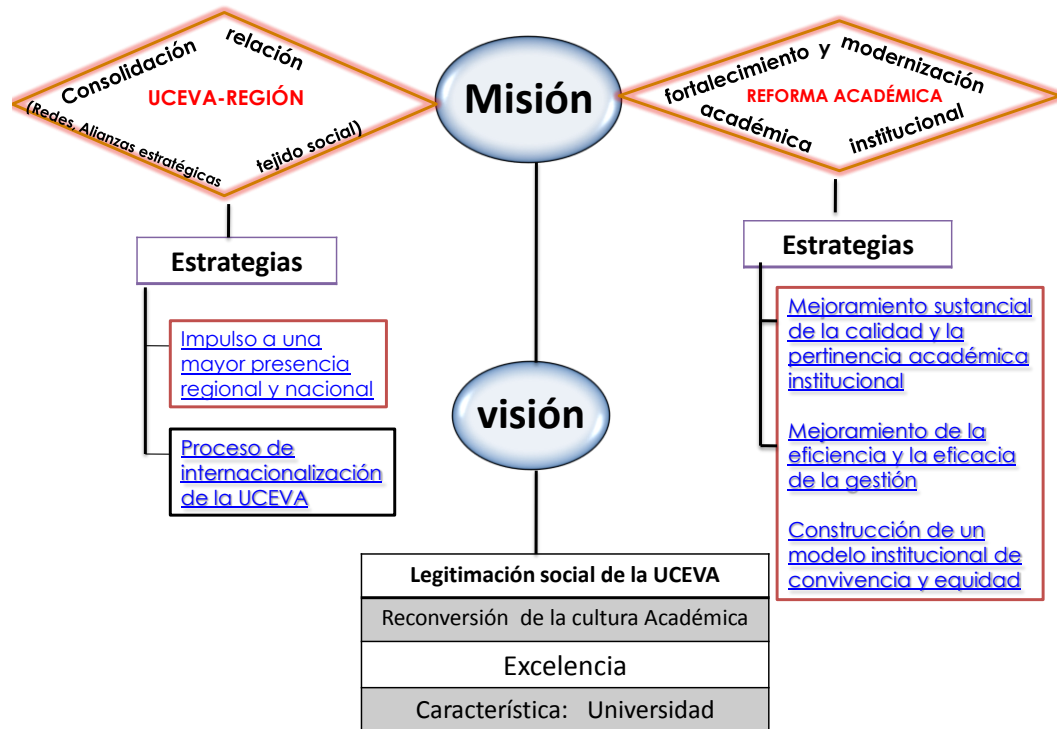 Consolidación relación
UCEVA-REGIÓN
(Redes, Alianzas estratégicas
tejido social)
Misión
fortalecimiento y modernización
REFORMA ACADÉMICA
académica institucional
Estrategias
Impulso a una
mayor presencia
regional y nacional
Proceso de
internacionalización
de la UCEVA
Estrategias
Mejoramiento sustancial
de la calidad y la
pertinencia académica
institucional
Mejoramiento de la
eficiencia y la eficacia
de la gestión
Construcción de un
modelo institucional de
convivencia y equidad
visión
Legitimación social de la UCEVA
Reconversión de la cultura Académica
Excelencia
Característica: Universidad